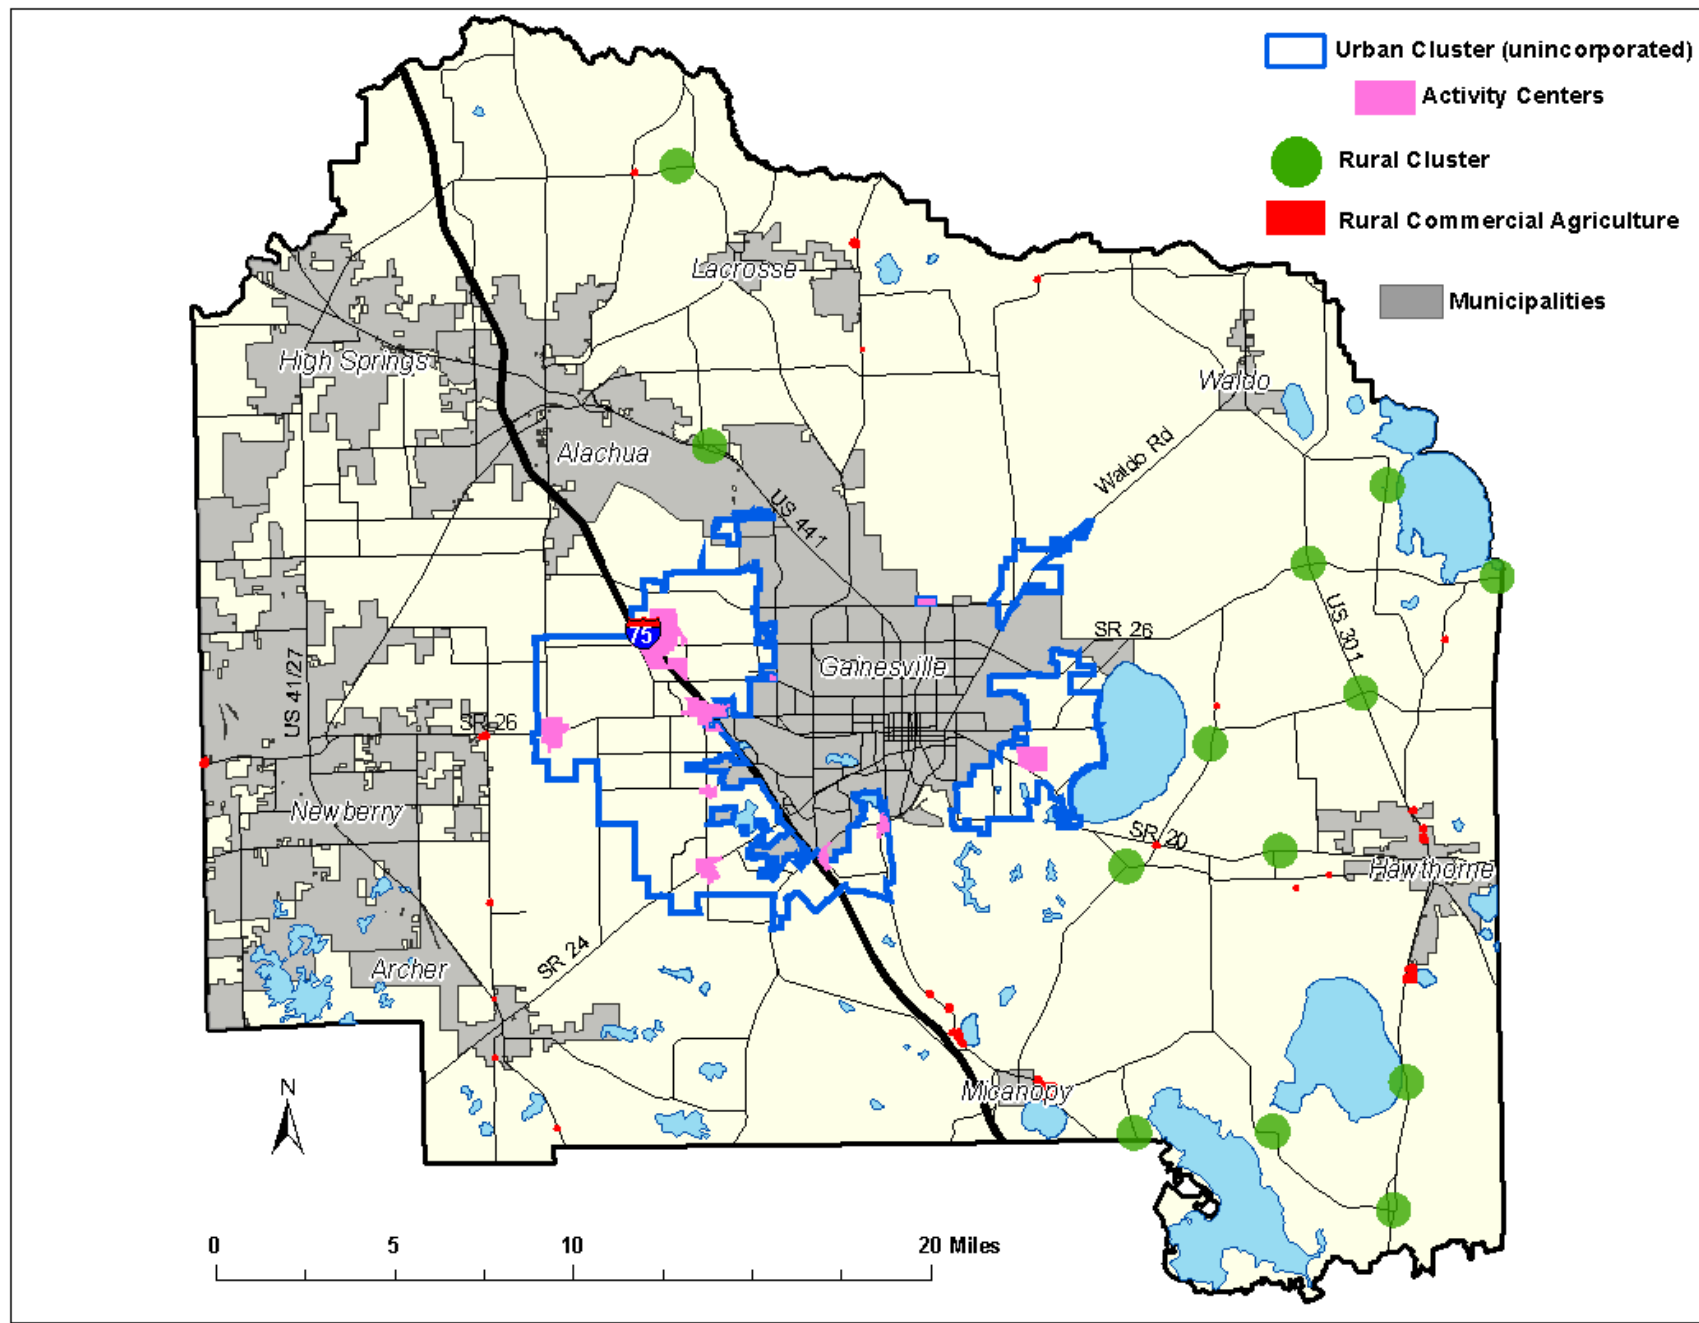 Urban Cluster (unincorporated)
Activity Centers
Rural Cluster
Rural Commercial Agriculture
Municipalities
Lacrosse
High Springs
Waldo
Alachua
Waldo Rd
US 441
75
SR 26
US 301
Gainesville
US 41/27
SR 26
Newberry
SR 20
Hawthorne
SR 24
Archer
Micanopy
N
0 5 10 20 Miles